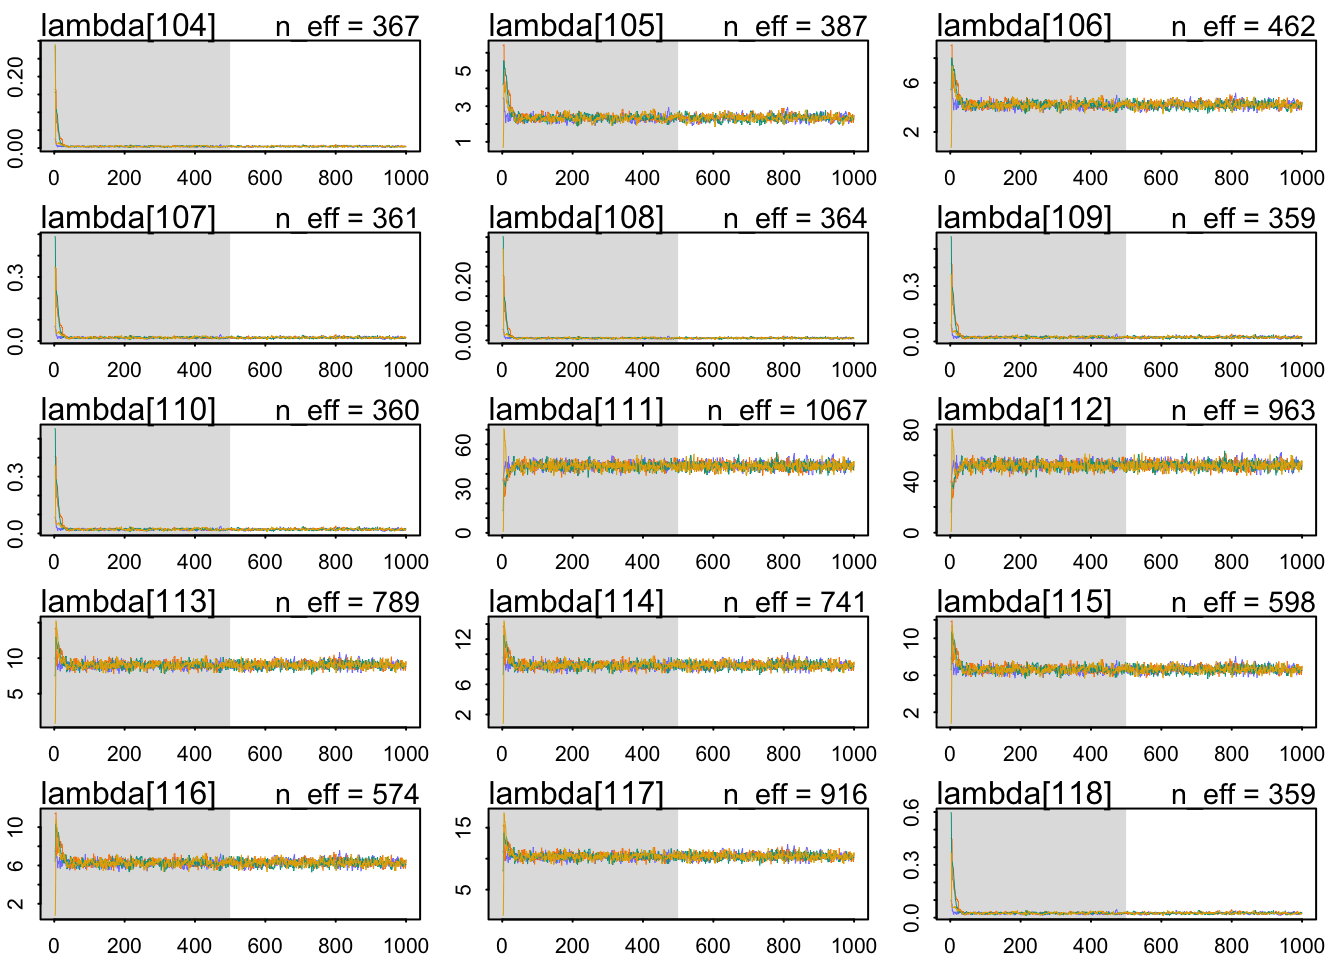 lambda[104] n_eff = 367
0.00 0.20
0 200 400 600 800 1000
lambda[105] n_eff = 387
1 3 5
0 200 400 600 800 1000
lambda[106] n_eff = 462
2 6
0 200 400 600 800 1000
lambda[107] n_eff = 361
0.0 0.3
0 200 400 600 800 1000
lambda[108] n_eff = 364
0.00 0.20
0 200 400 600 800 1000
lambda[109] n_eff = 359
0.0 0.3
0 200 400 600 800 1000
lambda[110] n_eff = 360
0.0 0.3
0 200 400 600 800 1000
lambda[111] n_eff = 1067
0 30 60
0 200 400 600 800 1000
lambda[112] n_eff = 963
0 40 80
0 200 400 600 800 1000
lambda[113] n_eff = 789
5 10
0 200 400 600 800 1000
lambda[114] n_eff = 741
2 6 12
0 200 400 600 800 1000
lambda[115] n_eff = 598
2 6 10
0 200 400 600 800 1000
lambda[116] n_eff = 574
2 6 10
0 200 400 600 800 1000
lambda[117] n_eff = 916
5 15
0 200 400 600 800 1000
lambda[118] n_eff = 359
0.0 0.3 0.6
0 200 400 600 800 1000